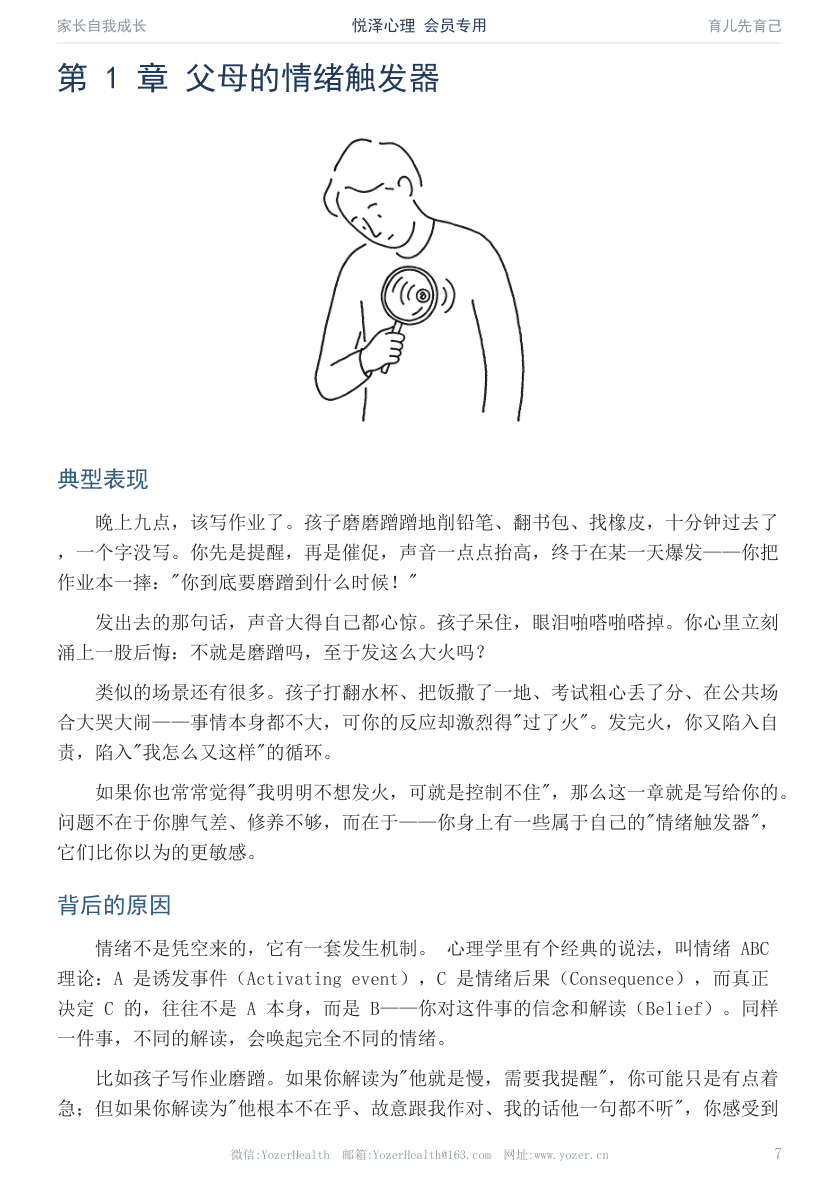 家长自我成长 悦泽心理 会员专用 育儿先育己
第 1 章 父母的情绪触发器
典型表现
晚上九点，该写作业了。孩子磨磨蹭蹭地削铅笔、翻书包、找橡皮，十分钟过去了
，一个字没写。你先是提醒，再是催促，声音一点点抬高，终于在某一天爆发——你把
作业本一摔："你到底要磨蹭到什么时候！"
发出去的那句话，声音大得自己都心惊。孩子呆住，眼泪啪嗒啪嗒掉。你心里立刻
涌上一股后悔：不就是磨蹭吗，至于发这么大火吗？
类似的场景还有很多。孩子打翻水杯、把饭撒了一地、考试粗心丢了分、在公共场
合大哭大闹——事情本身都不大，可你的反应却激烈得"过了火"。发完火，你又陷入自
责，陷入"我怎么又这样"的循环。
如果你也常常觉得"我明明不想发火，可就是控制不住"，那么这一章就是写给你的。
问题不在于你脾气差、修养不够，而在于——你身上有一些属于自己的"情绪触发器"，
它们比你以为的更敏感。
背后的原因
情绪不是凭空来的，它有一套发生机制。 心理学里有个经典的说法，叫情绪 ABC
理论：A 是诱发事件（Activating event），C 是情绪后果（Consequence），而真正
决定 C 的，往往不是 A 本身，而是 B——你对这件事的信念和解读（Belief）。同样
一件事，不同的解读，会唤起完全不同的情绪。
比如孩子写作业磨蹭。如果你解读为"他就是慢，需要我提醒"，你可能只是有点着
急；但如果你解读为"他根本不在乎、故意跟我作对、我的话他一句都不听"，你感受到
微信:YozerHealth 邮箱:YozerHealth@163.com 网址:www.yozer.cn 7